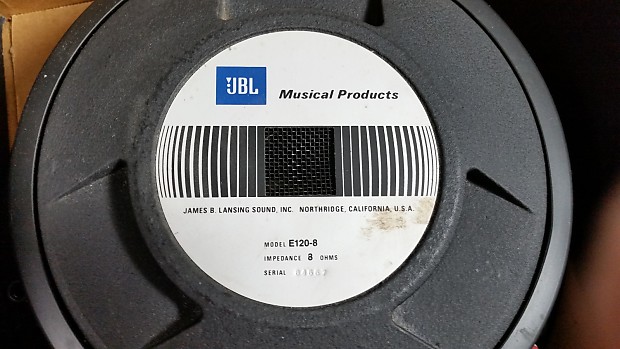 JBL
Musical Products
JAMES B. LANSING SOUND, INC. NORTHRIDGE, CALIFORNIA, U.S.A.
MODEL E120-8
IMPEDANCE 8 OHMS
SERIAL